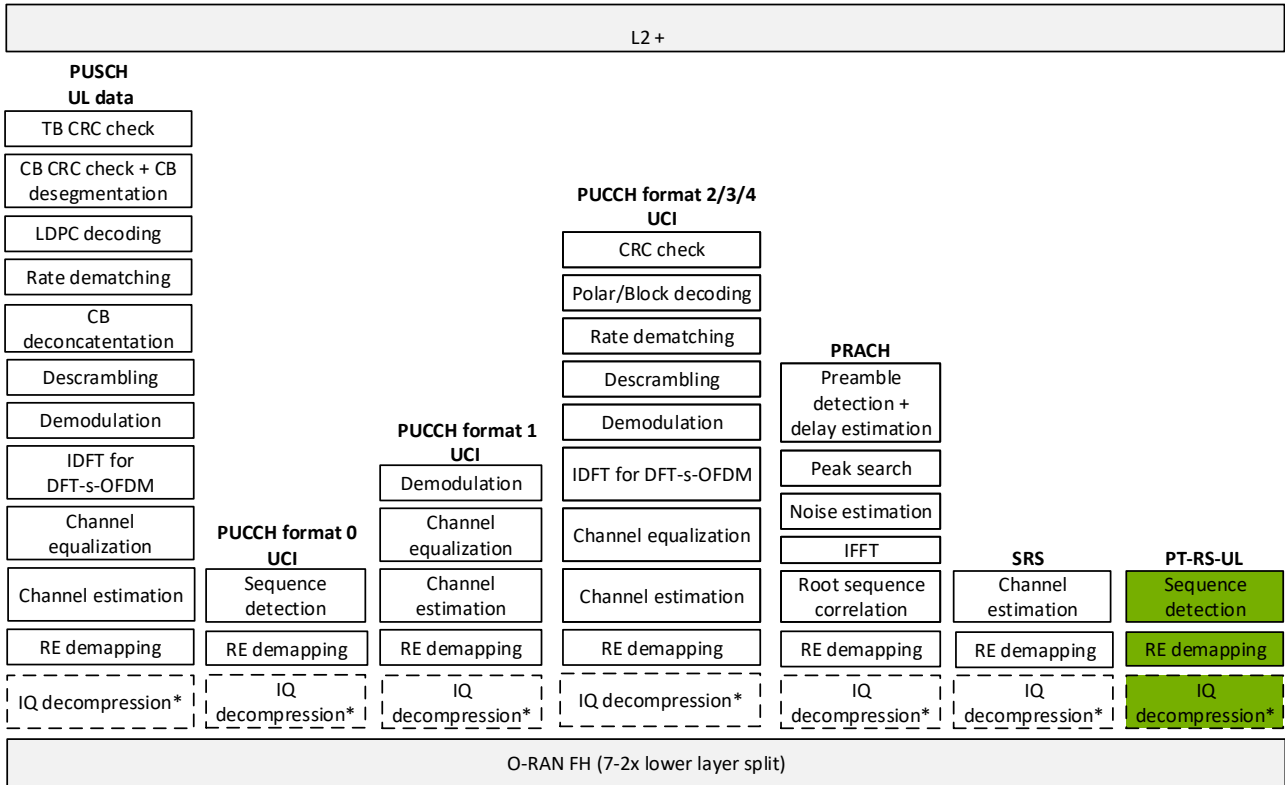 L2 +
PUSCH
UL data
TB CRC check
CB CRC check + CB
desegmentation
LDPC decoding
Rate dematching
CB
deconcatentation
Descrambling
Demodulation
IDFT for
DFT-s-OFDM
Channel
equalization
Channel estimation
RE demapping
IQ decompression*
PUCCH format 0
UCI
Sequence
detection
RE demapping
IQ
decompression*
PUCCH format 1
UCI
Demodulation
Channel
equalization
Channel
estimation
RE demapping
IQ
decompression*
PUCCH format 2/3/4
UCI
CRC check
Polar/Block decoding
Rate dematching
Descrambling
Demodulation
IDFT for DFT-s-OFDM
Channel equalization
Channel estimation
RE demapping
IQ decompression*
PRACH
Preamble
detection +
delay estimation
Peak search
Noise estimation
IFFT
Root sequence
correlation
RE demapping
IQ
decompression*
SRS
Channel
estimation
RE demapping
IQ
decompression*
PT-RS-UL
Sequence
detection
RE demapping
IQ
decompression*
O-RAN FH (7-2x lower layer split)